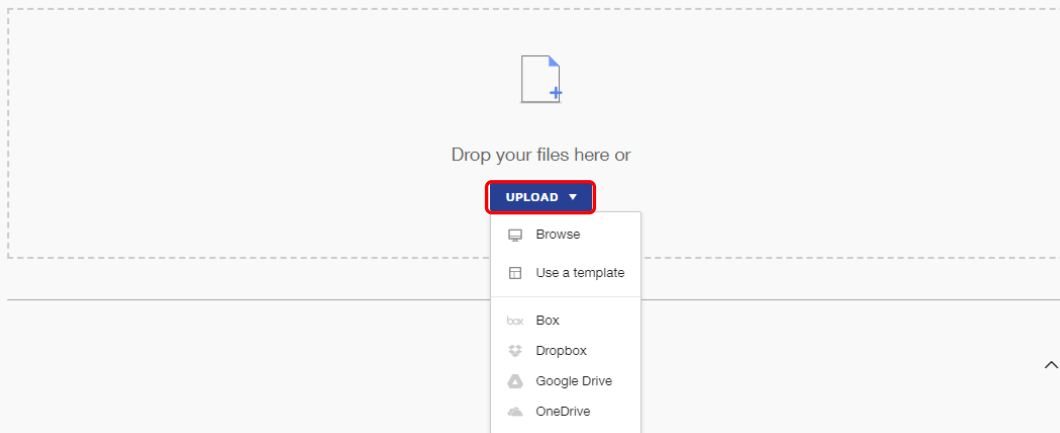 Drop your files here or
UPLOAD
Browse
Use a template
box Box
Dropbox
Google Drive
OneDrive